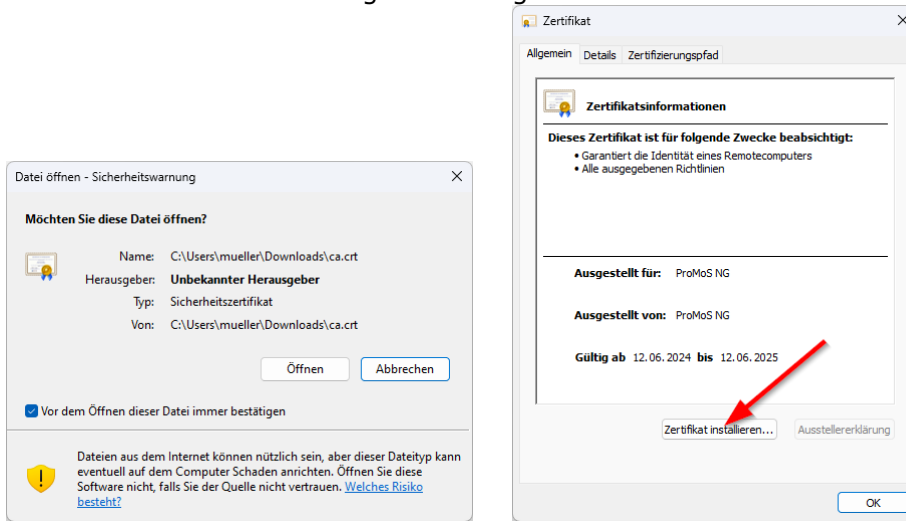 Datei öffnen - Sicherheitswarnung
Möchten Sie diese Datei öffnen?
Name: C:\Users\mueller\Downloads\ca.crt
Herausgeber: Unbekannter Herausgeber
Typ: Sicherheitszertifikat
Von: C:\Users\mueller\Downloads\ca.crt
Öffnen Abbrechen
Vor dem Öffnen dieser Datei immer bestätigen
Dateien aus dem Internet können nützlich sein, aber dieser Dateityp kann
eventuell auf dem Computer Schaden anrichten. Öffnen Sie diese
Software nicht, falls Sie der Quelle nicht vertrauen. Welches Risiko
besteht?
Zertifikat
Allgemein Details Zertifizierungspfad
Zertifikatsinformationen
Dieses Zertifikat ist für folgende Zwecke beabsichtigt:
• Garantiert die Identität eines Remotecomputers
• Alle ausgegebenen Richtlinien
Ausgestellt für: ProMoS NG
Ausgestellt von: ProMoS NG
Gültig ab 12.06.2024 bis 12.06.2025
Zertifikat installieren... Ausstellererklärung
OK